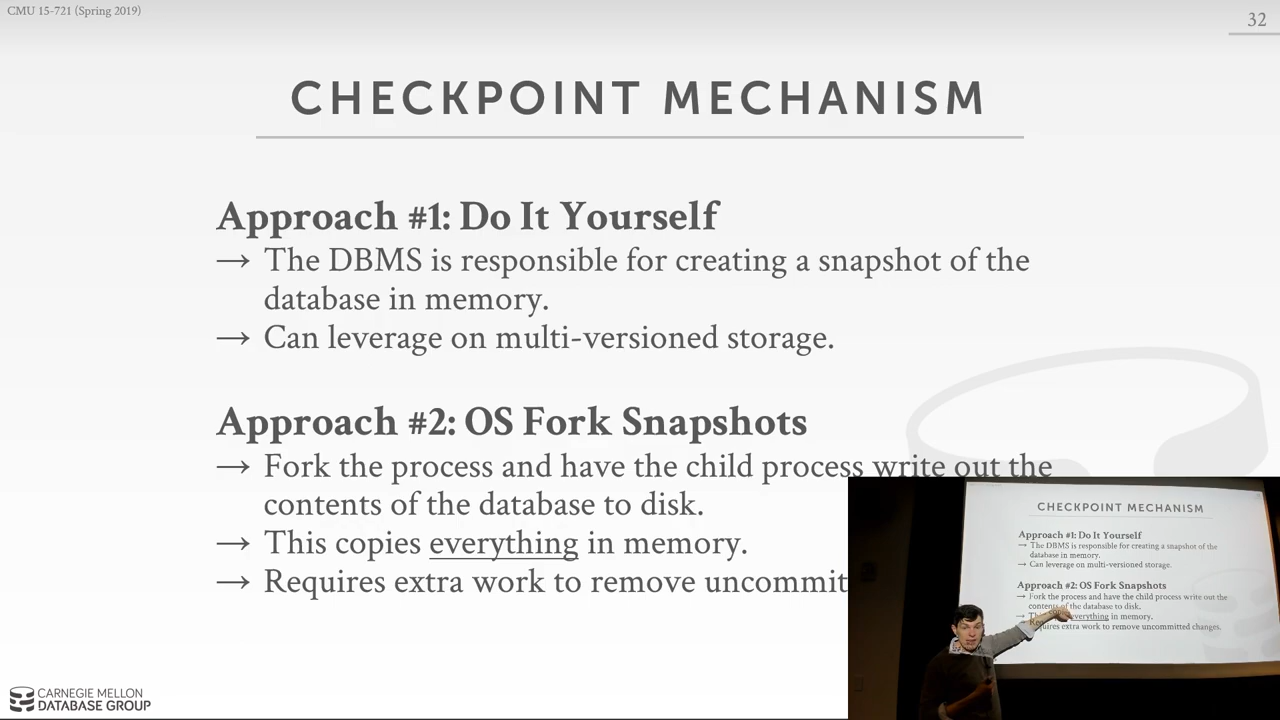 CMU 15-721 (Spring 2019)
32
CHECKPOINT MECHANISM
Approach #1: Do It Yourself
→ The DBMS is responsible for creating a snapshot of the
database in memory.
→ Can leverage on multi-versioned storage.
Approach #2: OS Fork Snapshots
→ Fork the process and have the child process write out the
contents of the database to disk.
→ This copies everything in memory.
→ Requires extra work to remove uncommit
CARNEGIE MELLON
DATABASE GROUP
CHECKPOINT MECHANISM
Approach #1: Do It Yourself
→ The DBMS is responsible for creating a snapshot of the
database in memory.
→ Can leverage on multi-versioned storage.
Approach #2: OS Fork Snapshots
→ Fork the process and have the child process write out the
contents of the database to disk.
everything in memory.
extra work to remove uncommitted changes.